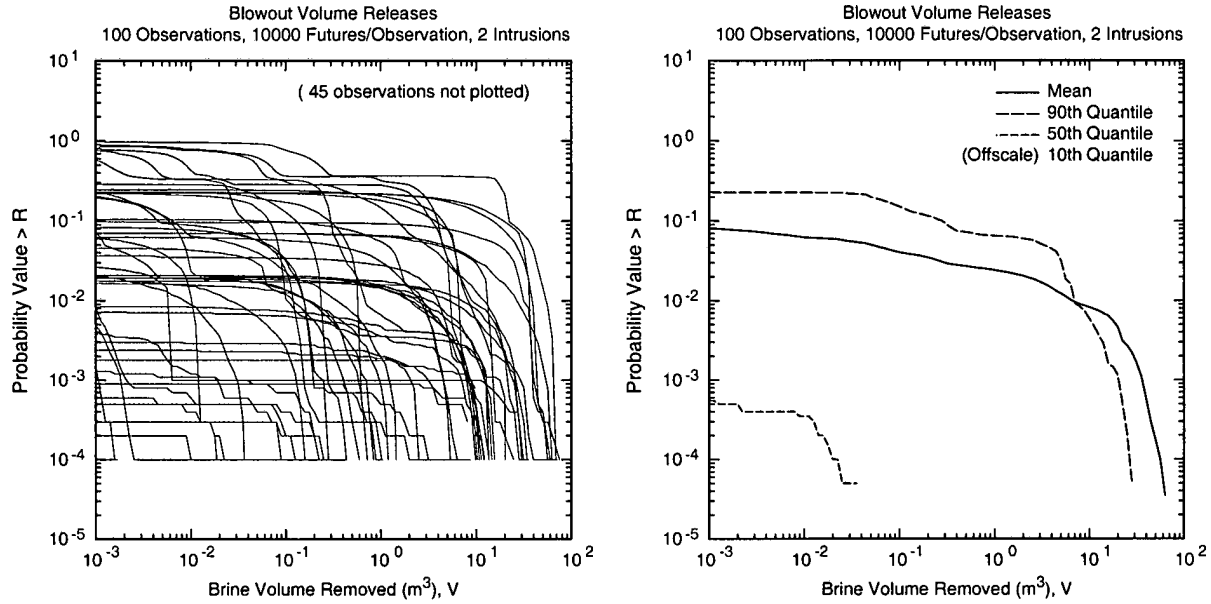 Blowout Volume Releases
100 Observations, 10000 Futures/Observation, 2 Intrusions
( 45 observations not plotted)
Probability Value > R
10^1
10^0
10^-1
10^-2
10^-3
10^-4
10^-5
10^-3 10^-2 10^-1 10^0 10^1 10^2
Brine Volume Removed (m^3), V
Blowout Volume Releases
100 Observations, 10000 Futures/Observation, 2 Intrusions
Mean
90th Quantile
50th Quantile
(Offscale) 10th Quantile
Probability Value > R
10^1
10^0
10^-1
10^-2
10^-3
10^-4
10^-5
10^-3 10^-2 10^-1 10^0 10^1 10^2
Brine Volume Removed (m^3), V